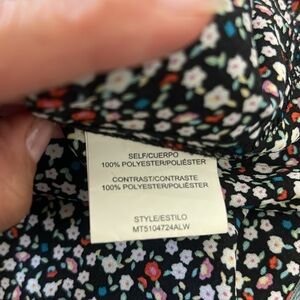 SELF/CUERPO
100% POLYESTER/POLIÉSTER
CONTRAST/CONTRASTE
100% POLYESTER/POLIÉSTER
STYLE/ESTILO
MT5104724ALW